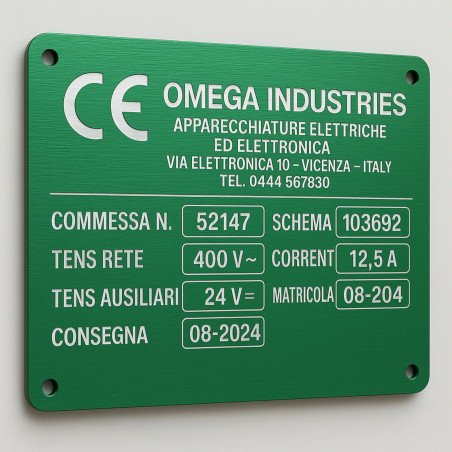 CE OMEGA INDUSTRIES
APPARECCHIATURE ELETTRICHE
ED ELETTRONICA
VIA ELETTRONICA 10 – VICENZA – ITALY
TEL. 0444 567830
COMMESSA N. 52147 SCHEMA 103692
TENS RETE 400 V~ CORRENT 12,5 A
TENS AUSILIARI 24 V⎓ MATRICOLA 08-204
CONSEGNA 08-2024